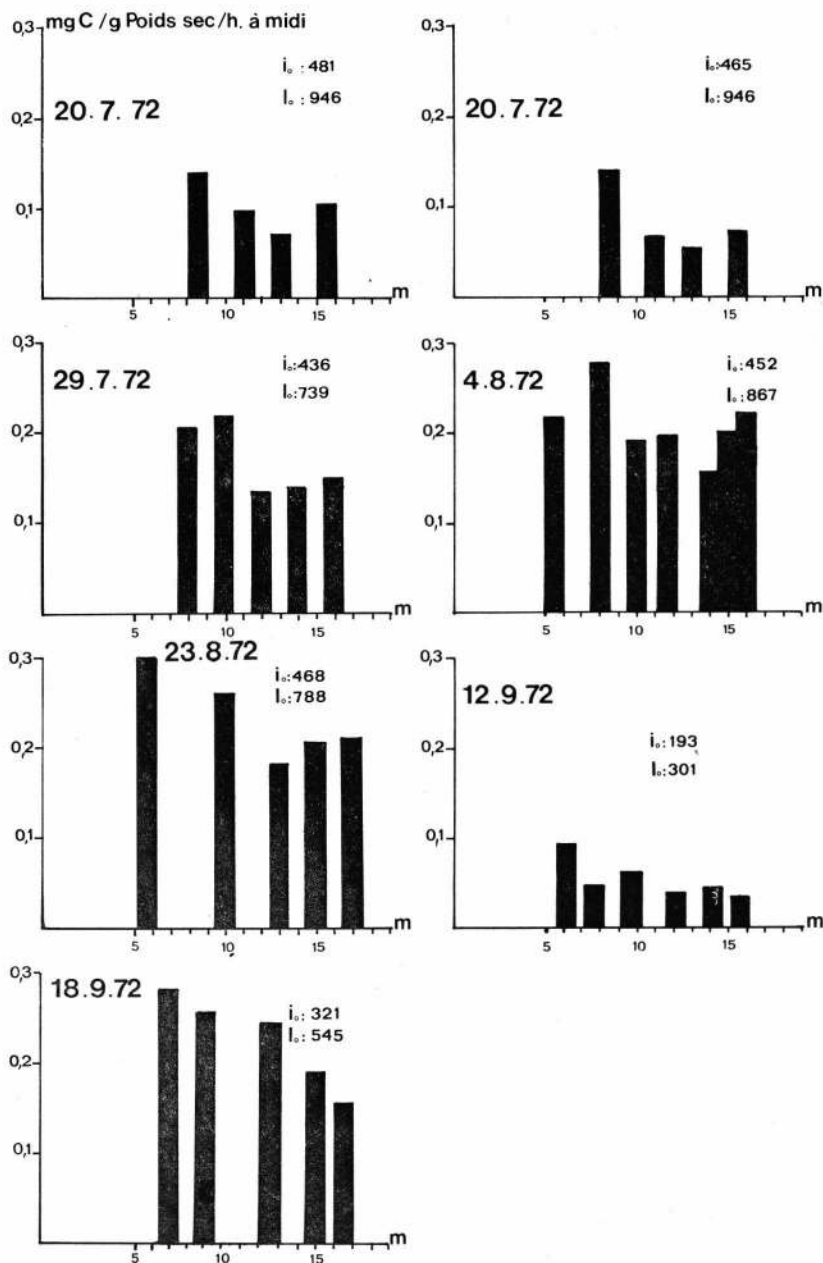 mg C / g Poids sec / h. à midi
0,3
0,2
0,1
20.7.72
i₀ : 481
I₀ : 946
5 10 15 m
0,3
0,2
0,1
20.7.72
i₀:465
I₀:946
5 10 15 m
0,3
0,2
0,1
29.7.72
i₀:436
I₀:739
5 10 15 m
0,3
0,2
0,1
4.8.72
i₀:452
I₀:867
5 10 15 m
0,3
0,2
0,1
23.8.72
i₀:468
I₀:788
5 10 15 m
0,3
0,2
0,1
12.9.72
i₀:193
I₀:301
5 10 15 m
0,3
0,2
0,1
18.9.72
i₀: 321
I₀: 545
5 10 15 m